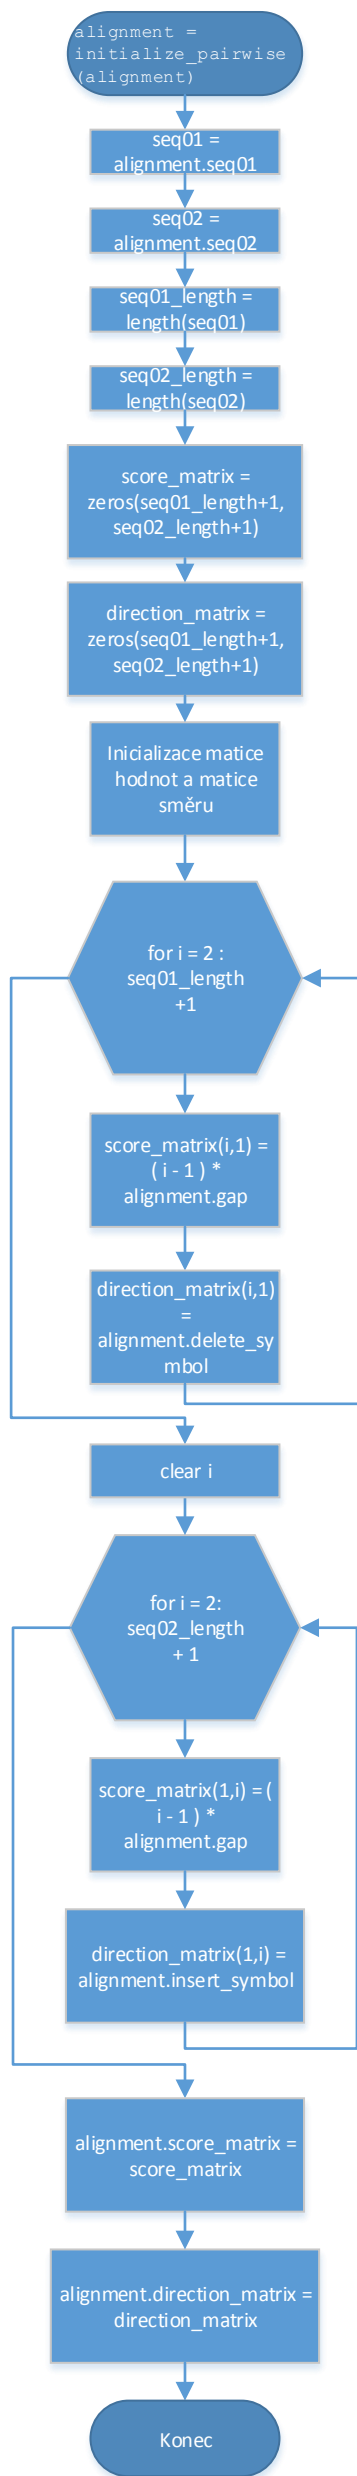 alignment =
initialize_pairwise
(alignment)
seq01 =
alignment.seq01
seq02 =
alignment.seq02
seq01_length =
length(seq01)
seq02_length =
length(seq02)
score_matrix =
zeros(seq01_length+1,
seq02_length+1)
direction_matrix =
zeros(seq01_length+1,
seq02_length+1)
Inicializace matice
hodnot a matice
směru
for i = 2 :
seq01_length
+1
score_matrix(i,1) =
( i - 1 ) *
alignment.gap
direction_matrix(i,1)
=
alignment.delete_sy
mbol
clear i
for i = 2:
seq02_length
+ 1
score_matrix(1,i) = (
i - 1 ) *
alignment.gap
direction_matrix(1,i) =
alignment.insert_symbol
alignment.score_matrix =
score_matrix
alignment.direction_matrix =
direction_matrix
Konec